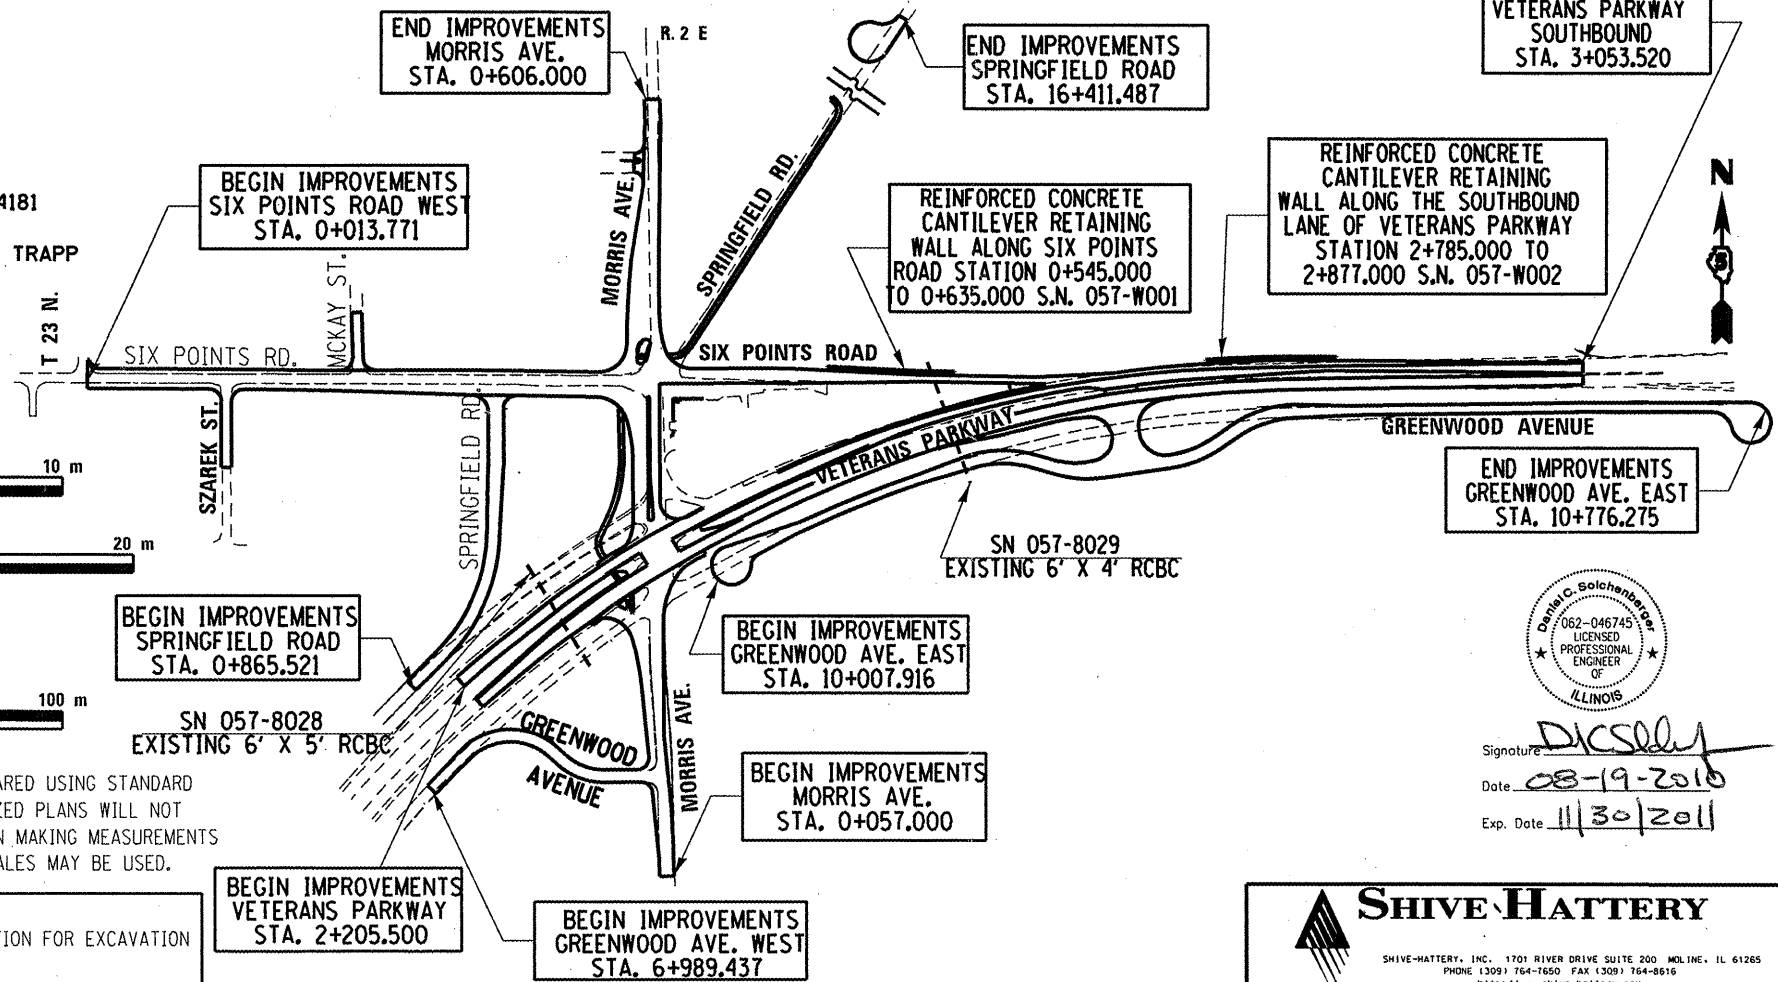 END IMPROVEMENTS
MORRIS AVE.
STA. 0+606.000
R. 2 E
END IMPROVEMENTS
SPRINGFIELD ROAD
STA. 16+411.487
VETERANS PARKWAY
SOUTHBOUND
STA. 3+053.520
4181
TRAPP
T 23 N.
BEGIN IMPROVEMENTS
SIX POINTS ROAD WEST
STA. 0+013.771
MORRIS AVE.
SPRINGFIELD RD.
REINFORCED CONCRETE
CANTILEVER RETAINING
WALL ALONG SIX POINTS
ROAD STATION 0+545.000
TO 0+635.000 S.N. 057-W001
REINFORCED CONCRETE
CANTILEVER RETAINING
WALL ALONG THE SOUTHBOUND
LANE OF VETERANS PARKWAY
STATION 2+785.000 TO
2+877.000 S.N. 057-W002
N
SIX POINTS RD.
MCKAY ST.
SIX POINTS ROAD
SZAREK ST.
SPRINGFIELD RD.
VETERANS PARKWAY
GREENWOOD AVENUE
END IMPROVEMENTS
GREENWOOD AVE. EAST
STA. 10+776.275
10 m
20 m
100 m
SN 057-8029
EXISTING 6' X 4' RCBC
BEGIN IMPROVEMENTS
SPRINGFIELD ROAD
STA. 0+865.521
SN 057-8028
EXISTING 6' X 5' RCBC
BEGIN IMPROVEMENTS
GREENWOOD AVE. EAST
STA. 10+007.916
GREENWOOD
AVENUE
MORRIS AVE.
BEGIN IMPROVEMENTS
MORRIS AVE.
STA. 0+057.000
Daniel C. Solchenberger
062-046745
LICENSED
PROFESSIONAL
ENGINEER
OF
ILLINOIS
Signature
Date 08-19-2010
Exp. Date 11/30/2011
ARED USING STANDARD
ZED PLANS WILL NOT
N MAKING MEASUREMENTS
ALES MAY BE USED.
TION FOR EXCAVATION
BEGIN IMPROVEMENTS
VETERANS PARKWAY
STA. 2+205.500
BEGIN IMPROVEMENTS
GREENWOOD AVE. WEST
STA. 6+989.437
SHIVE-HATTERY
SHIVE-HATTERY, INC. 1701 RIVER DRIVE SUITE 200 MOLINE, IL 61265
PHONE (309) 764-7650 FAX (309) 764-8616